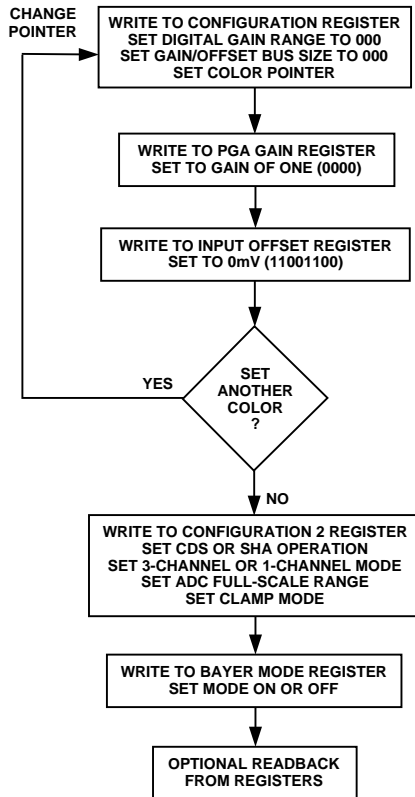 CHANGE
POINTER
WRITE TO CONFIGURATION REGISTER
SET DIGITAL GAIN RANGE TO 000
SET GAIN/OFFSET BUS SIZE TO 000
SET COLOR POINTER
WRITE TO PGA GAIN REGISTER
SET TO GAIN OF ONE (0000)
WRITE TO INPUT OFFSET REGISTER
SET TO 0mV (11001100)
YES
SET
ANOTHER
COLOR
?
NO
WRITE TO CONFIGURATION 2 REGISTER
SET CDS OR SHA OPERATION
SET 3-CHANNEL OR 1-CHANNEL MODE
SET ADC FULL-SCALE RANGE
SET CLAMP MODE
WRITE TO BAYER MODE REGISTER
SET MODE ON OR OFF
OPTIONAL READBACK
FROM REGISTERS